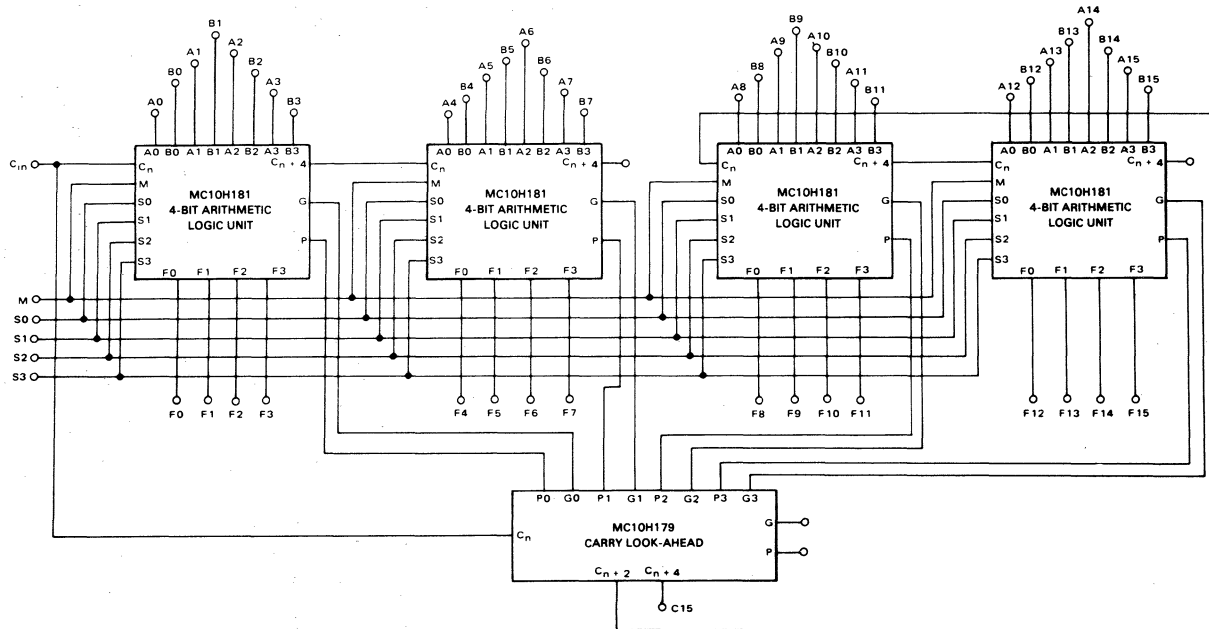 B1
A6
B9
A14
A1
A2
A5
B5
B6
A9
A10
B10
A13
B13
B14
B0
B2
B4
A7
B8
A11
B12
A15
A0
A3
B3
A4
B7
A8
B11
A12
B15
A0 B0 A1 B1 A2 B2 A3 B3
A0 B0 A1 B1 A2 B2 A3 B3
A0 B0 A1 B1 A2 B2 A3 B3
A0 B0 A1 B1 A2 B2 A3 B3
Cin
Cn Cn + 4
M
S0
S1
S2
S3
G
P
MC10H181
4-BIT ARITHMETIC
LOGIC UNIT
F0 F1 F2 F3
Cn Cn + 4
M
S0
S1
S2
S3
G
P
MC10H181
4-BIT ARITHMETIC
LOGIC UNIT
F0 F1 F2 F3
Cn Cn + 4
M
S0
S1
S2
S3
G
P
MC10H181
4-BIT ARITHMETIC
LOGIC UNIT
F0 F1 F2 F3
Cn Cn + 4
M
S0
S1
S2
S3
G
P
MC10H181
4-BIT ARITHMETIC
LOGIC UNIT
F0 F1 F2 F3
M
S0
S1
S2
S3
F0 F1 F2 F3
F4 F5 F6 F7
F8 F9 F10 F11
F12 F13 F14 F15
P0 G0 P1 G1 P2 G2 P3 G3
Cn
MC10H179
CARRY LOOK-AHEAD
G
P
Cn + 2 Cn + 4
C15